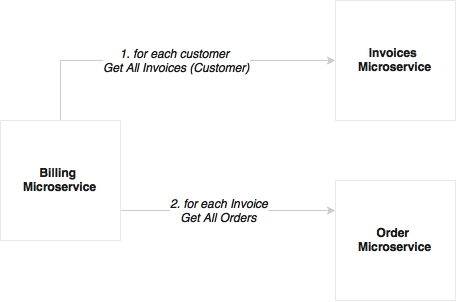 1. for each customer
Get All Invoices (Customer)
Invoices
Microservice
Billing
Microservice
2. for each Invoice
Get All Orders
Order
Microservice